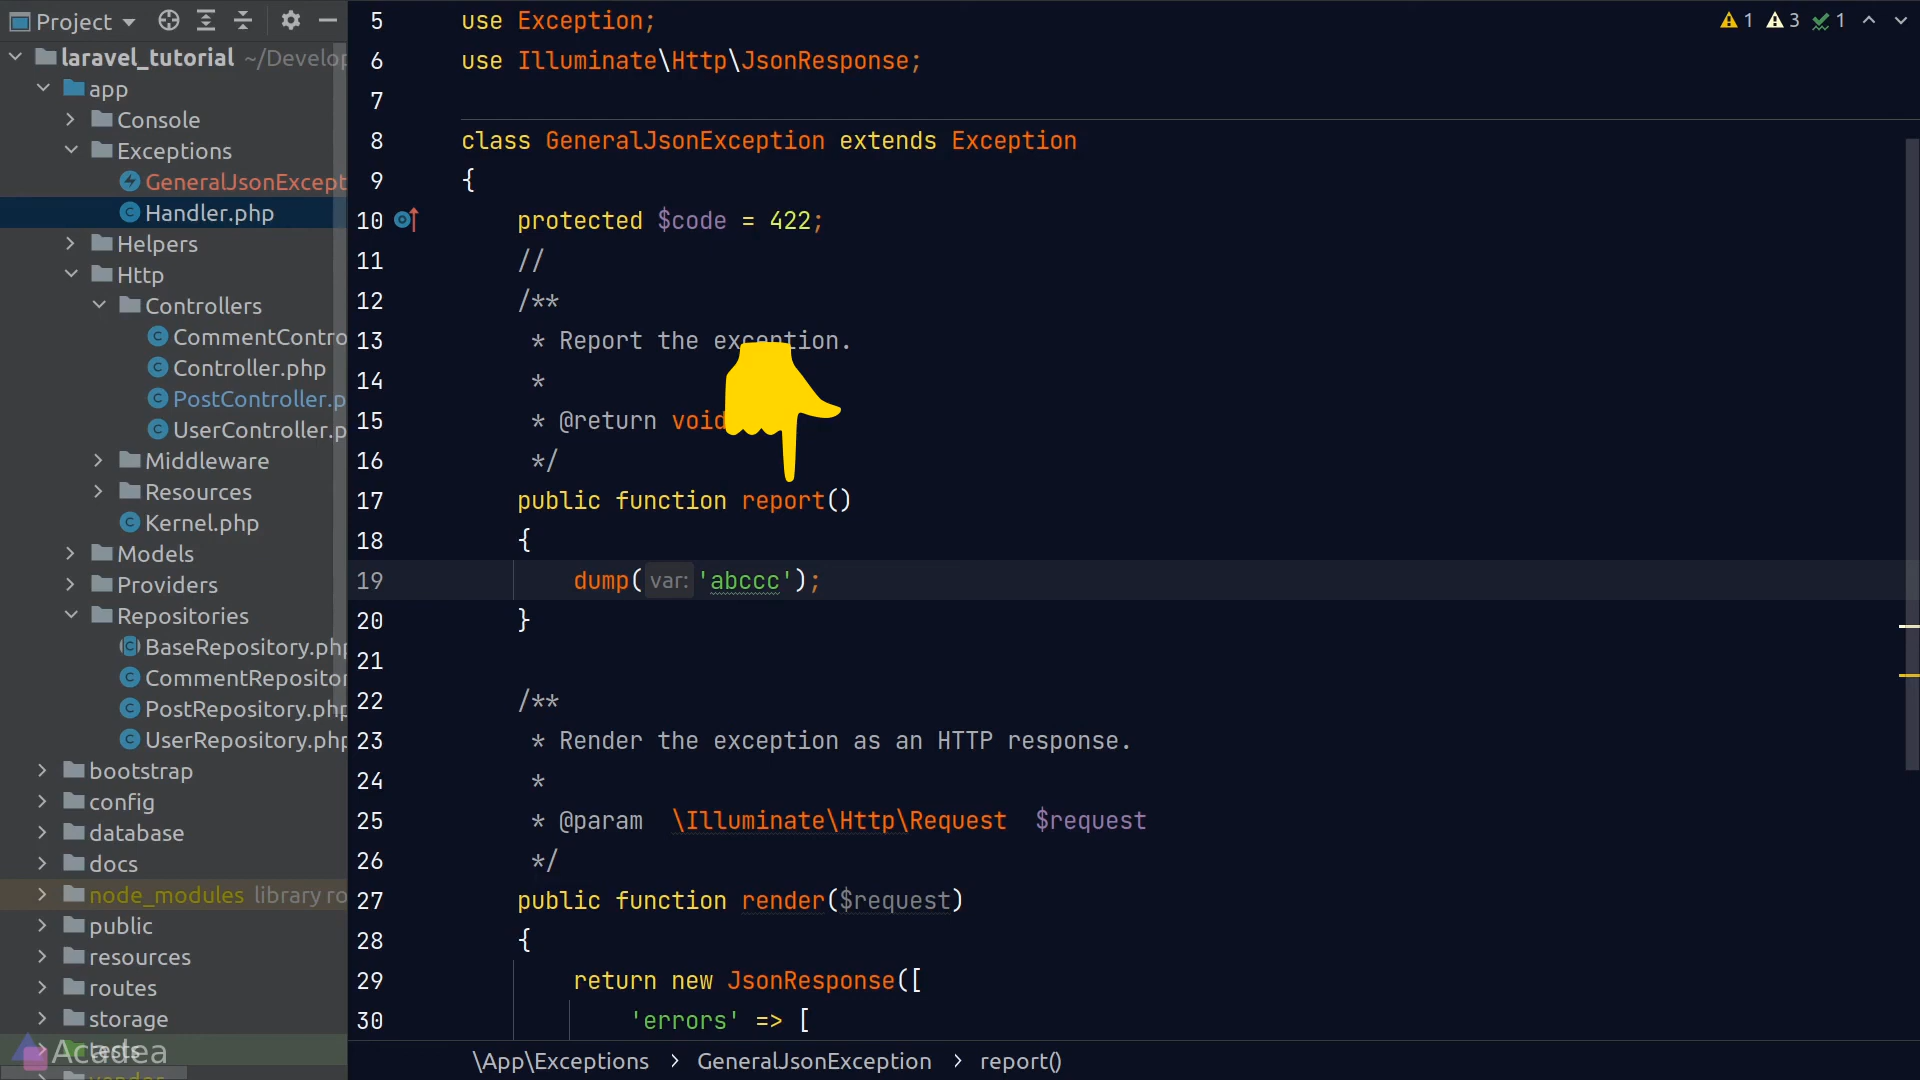 Project
laravel_tutorial ~/Develop
app
Console
Exceptions
GeneralJsonExcept
Handler.php
Helpers
Http
Controllers
CommentContro
Controller.php
PostController.p
UserController.p
Middleware
Resources
Kernel.php
Models
Providers
Repositories
BaseRepository.php
CommentRepositor
PostRepository.php
UserRepository.php
bootstrap
config
database
docs
node_modules library ro
public
resources
routes
storage
tests
Acadea
1 3 1
5 use Exception;
6 use Illuminate\Http\JsonResponse;
7
8 class GeneralJsonException extends Exception
9 {
10 protected $code = 422;
11 //
12 /**
13 * Report the exception.
14 *
15 * @return void
16 */
17 public function report()
18 {
19 dump( var: 'abccc');
20 }
21
22 /**
23 * Render the exception as an HTTP response.
24 *
25 * @param \Illuminate\Http\Request $request
26 */
27 public function render($request)
28 {
29 return new JsonResponse([
30 'errors' => [
\App\Exceptions > GeneralJsonException > report()